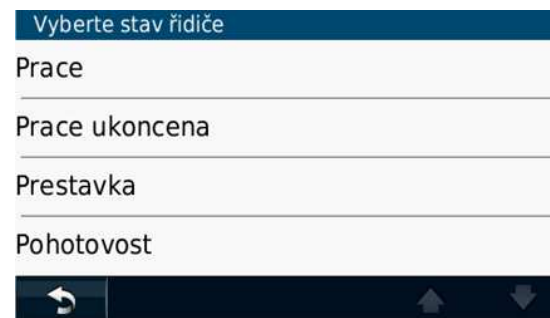 Vyberte stav řidiče
Prace
Prace ukoncena
Prestavka
Pohotovost